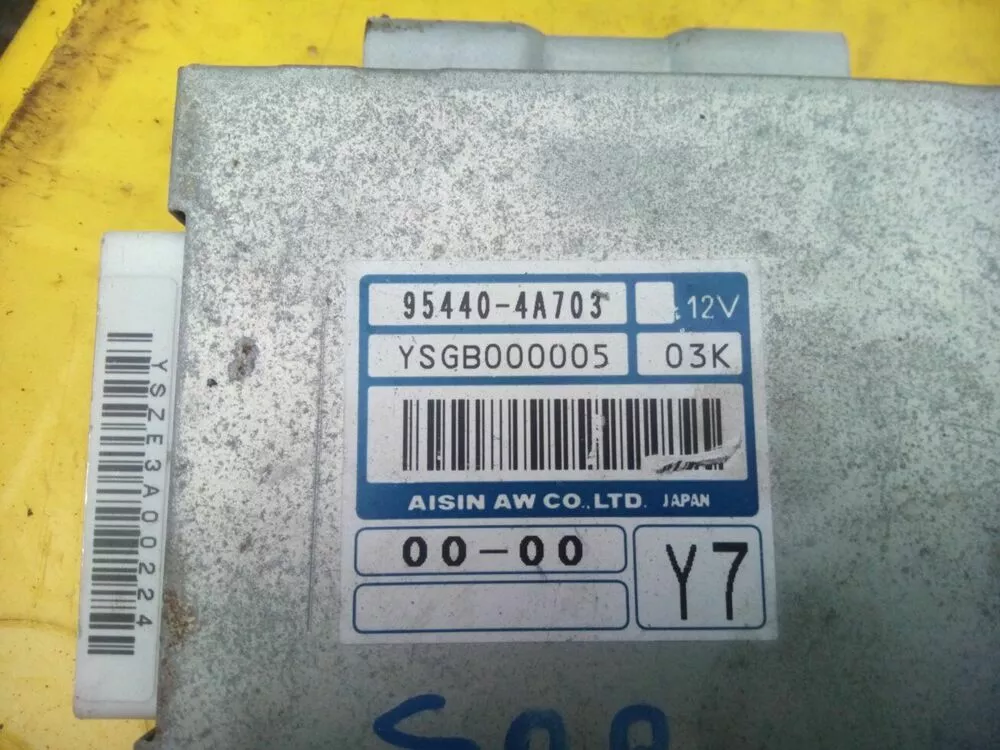 95440-4A703
12V
YSGB000005
03K
AISIN AW CO.,LTD. JAPAN
00-00
Y7
YSZE3A00224